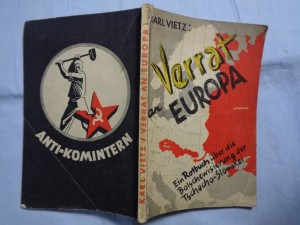 KARL VIETZ:
Verrat
an EUROPA
Ein Rotbuch über die
Bolschewisierung der
Tschecho-Slowakei
KARL VIETZ / VERRAT AN EUROPA
ANTI-KOMINTERN